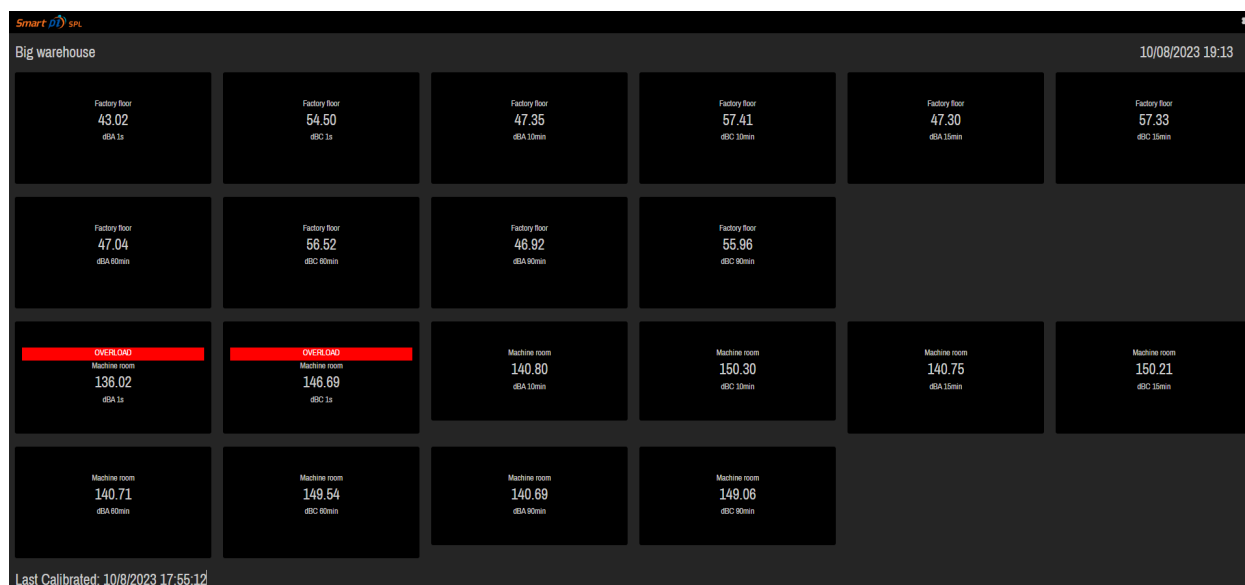 Smart pi) SPL
Big warehouse 10/08/2023 19:13
Factory floor Factory floor Factory floor Factory floor Factory floor Factory floor
43.02 54.50 47.35 57.41 47.30 57.33
dBA 1s dBC 1s dBA 10min dBC 10min dBA 15min dBC 15min
Factory floor Factory floor Factory floor Factory floor
47.04 56.52 46.92 55.96
dBA 60min dBC 60min dBA 90min dBC 90min
OVERLOAD OVERLOAD
Machine room Machine room Machine room Machine room Machine room Machine room
136.02 146.69 140.80 150.30 140.75 150.21
dBA 1s dBC 1s dBA 10min dBC 10min dBA 15min dBC 15min
Machine room Machine room Machine room Machine room
140.71 149.54 140.69 149.06
dBA 60min dBC 60min dBA 90min dBC 90min
Last Calibrated: 10/8/2023 17:55:12